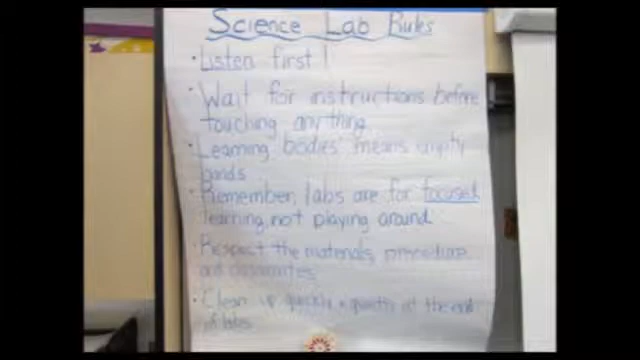 Science Lab Rules
• Listen first!
• Wait for instructions before
touching anything.
• Learning bodies' means empty
hands
• Remember, labs are for focused
learning, not playing around.
• Respect the materials, procedure
and classmates.
• Clean up quickly & quietly at the end
of labs.